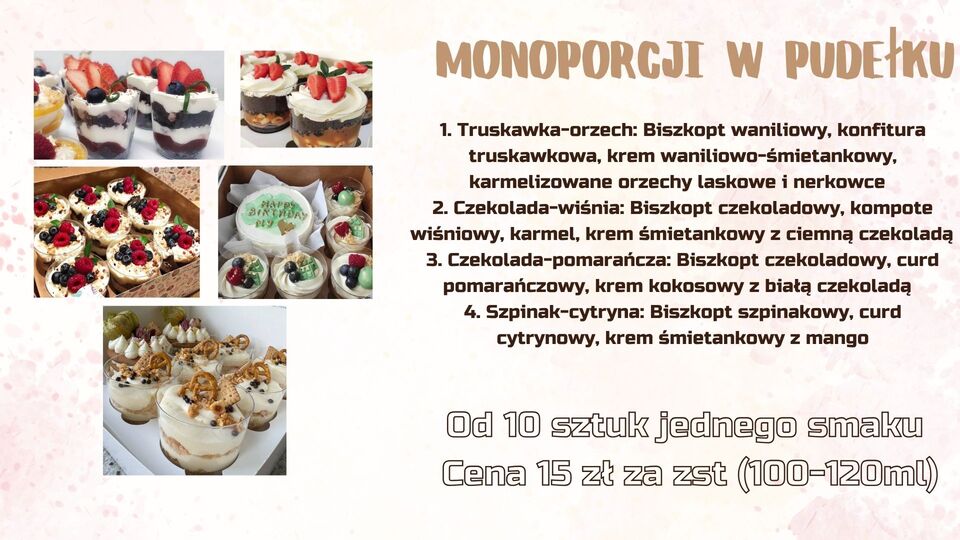 MONOPORCJI W PUDEŁKU
1. Truskawka-orzech: Biszkopt waniliowy, konfitura
truskawkowa, krem waniliowo-śmietankowy,
karmelizowane orzechy laskowe i nerkowce
2. Czekolada-wiśnia: Biszkopt czekoladowy, kompote
wiśniowy, karmel, krem śmietankowy z ciemną czekoladą
3. Czekolada-pomarańcza: Biszkopt czekoladowy, curd
pomarańczowy, krem kokosowy z białą czekoladą
4. Szpinak-cytryna: Biszkopt szpinakowy, curd
cytrynowy, krem śmietankowy z mango
Od 10 sztuk jednego smaku
Cena 15 zł za zst (100-120ml)
HAPPY
BIRTHDAY